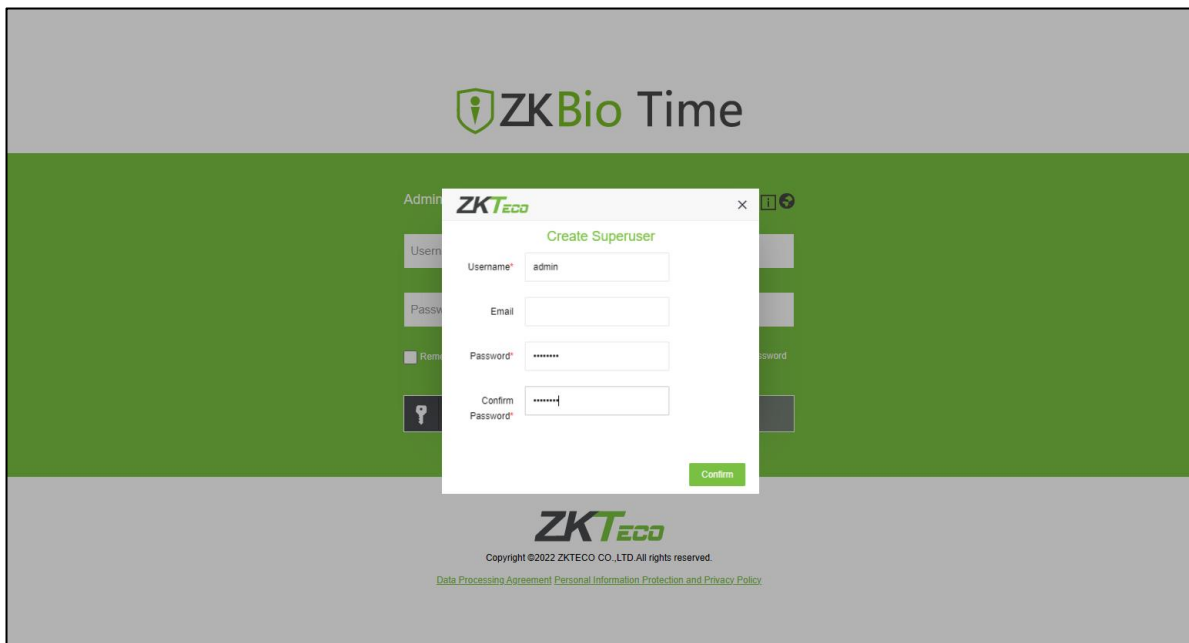 ZKBio Time
Admin
ZKTeco
×
Create Superuser
Username* admin
Email
Password* ••••••••
Confirm Password* ••••••••
Confirm
Usern
Passw
Rem
ssword
ZKTeco
Copyright ©2022 ZKTECO CO.,LTD.All rights reserved.
Data Processing Agreement Personal Information Protection and Privacy Policy